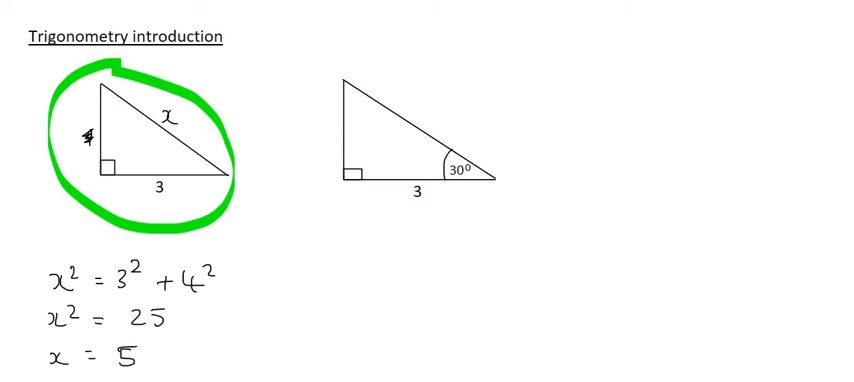 Trigonometry introduction
x
4
3
30⁰
3
x² = 3² + 4²
x² = 25
x = 5